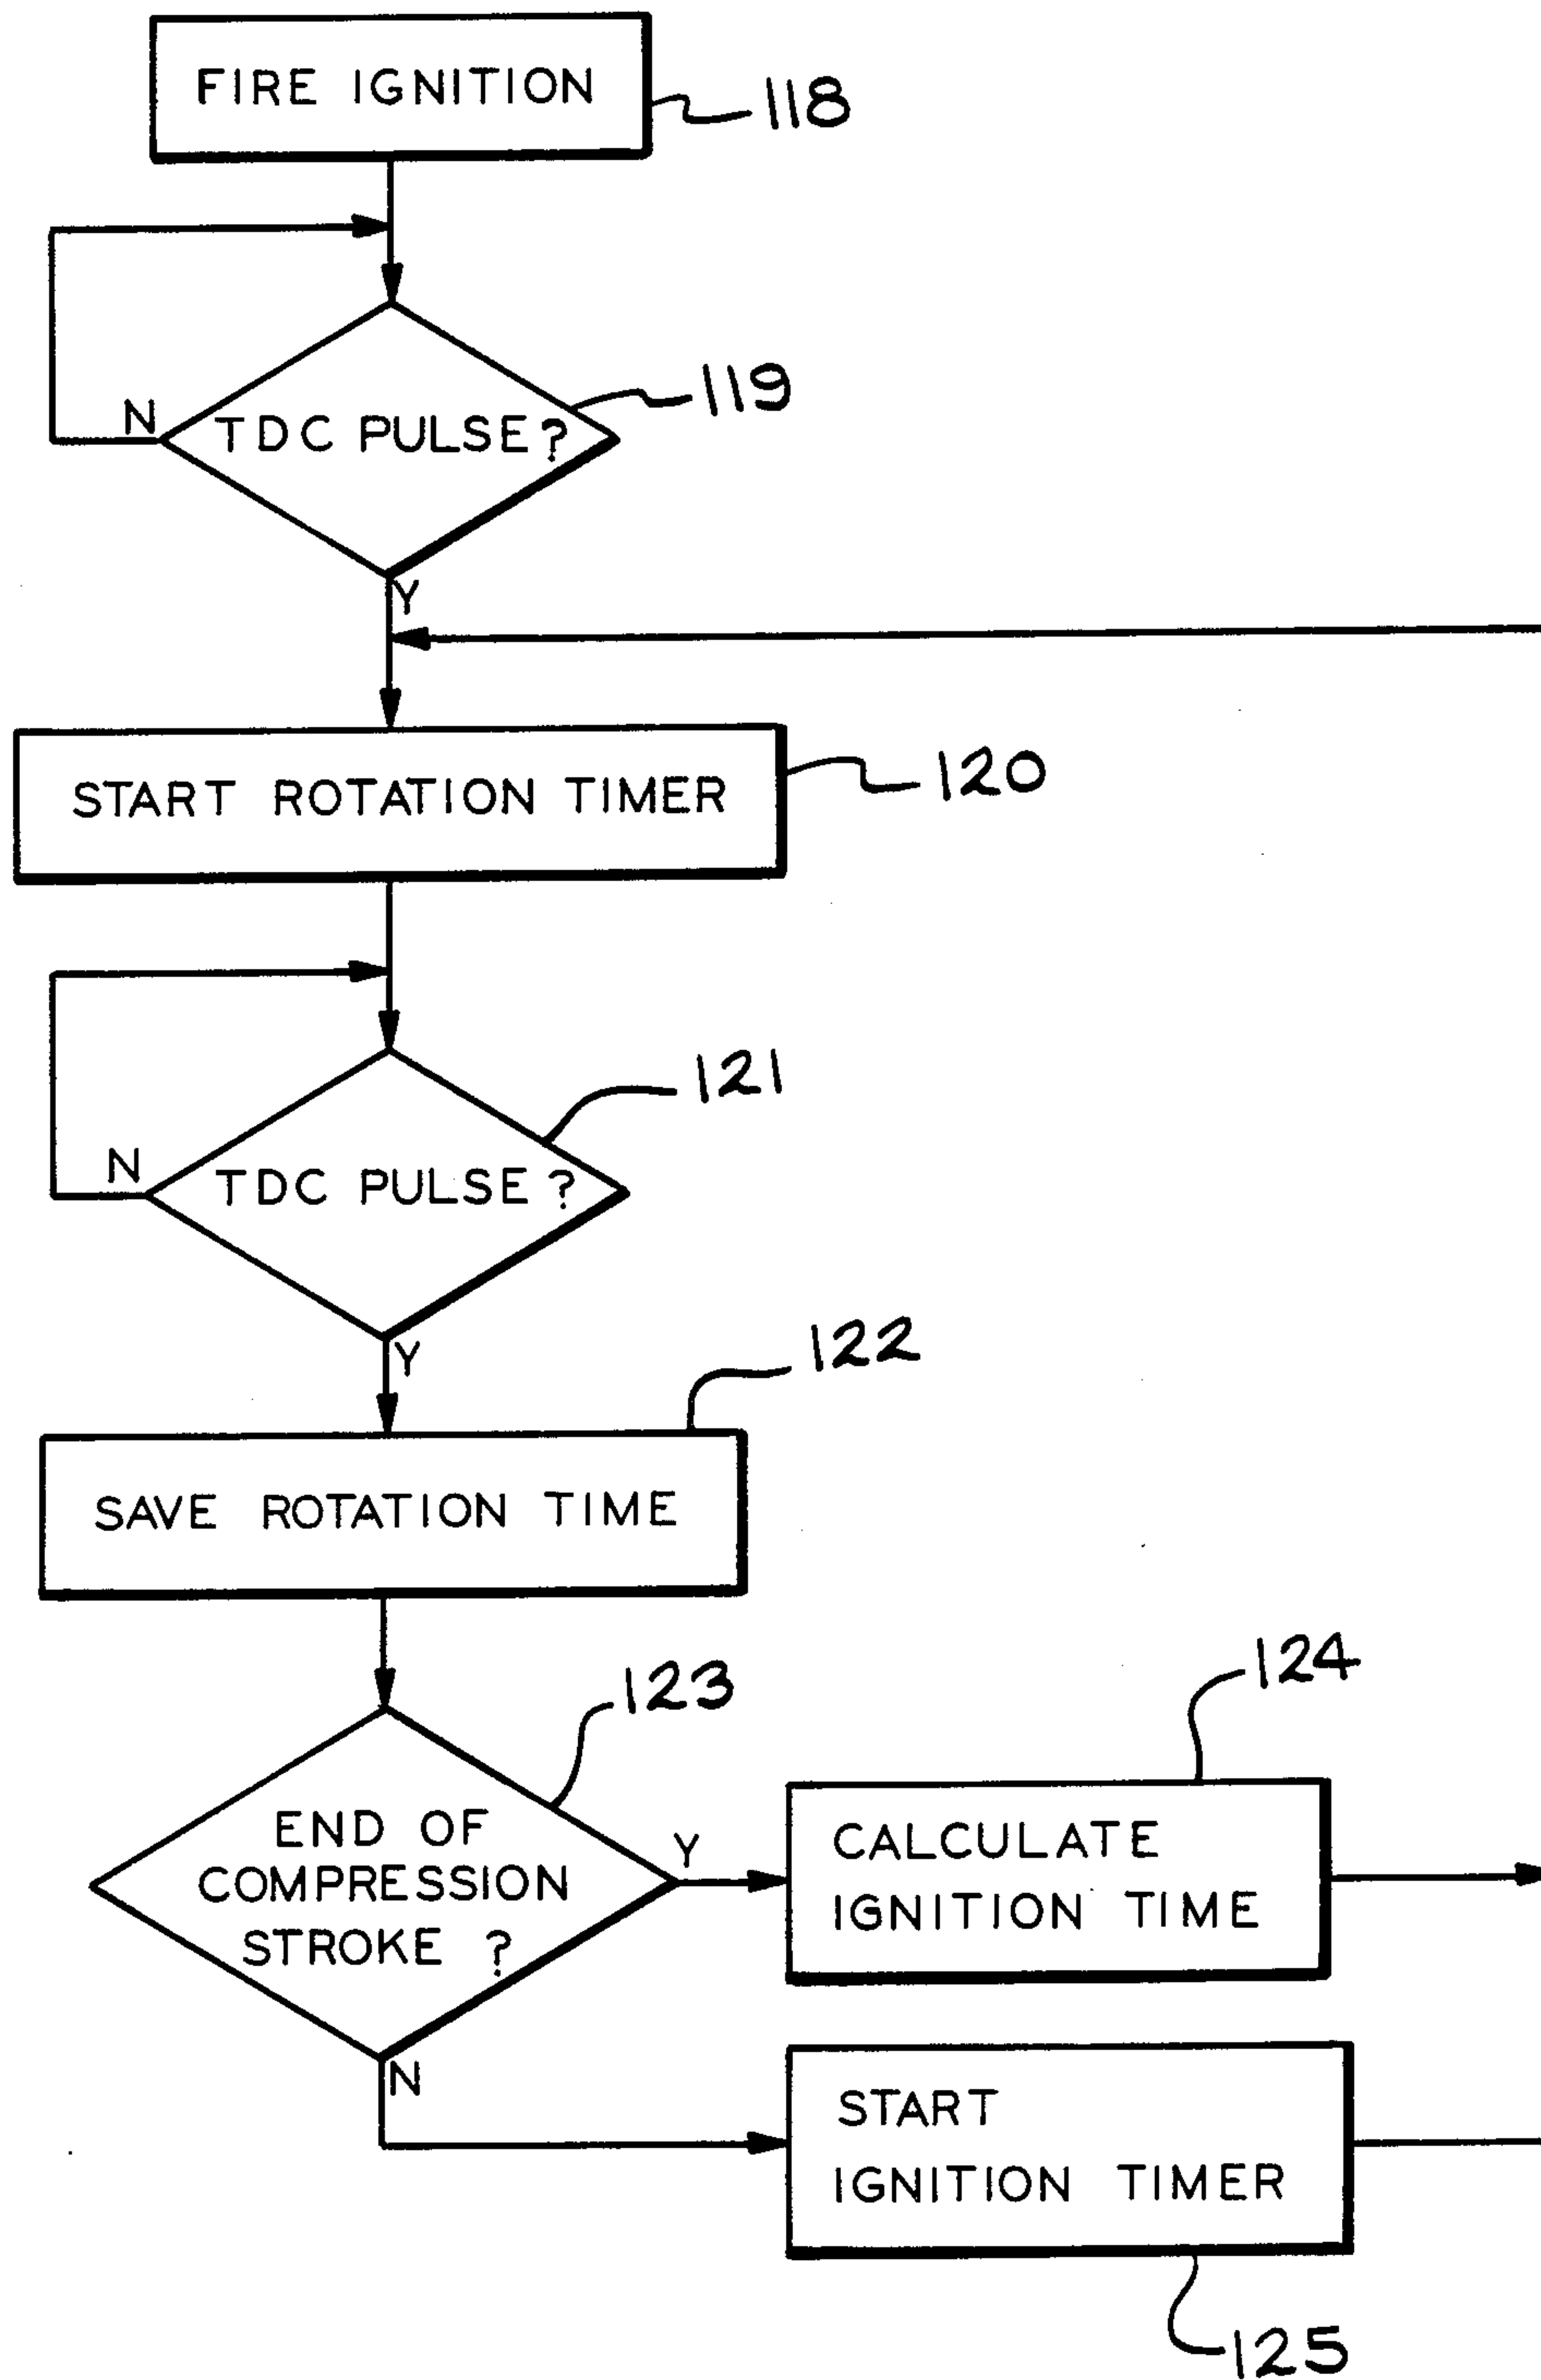 FIRE IGNITION
118
119
N
TDC PULSE?
Y
START ROTATION TIMER
120
121
N
TDC PULSE ?
Y
122
SAVE ROTATION TIME
123
124
END OF
COMPRESSION
STROKE ?
Y
CALCULATE
IGNITION TIME
N
START
IGNITION TIMER
125